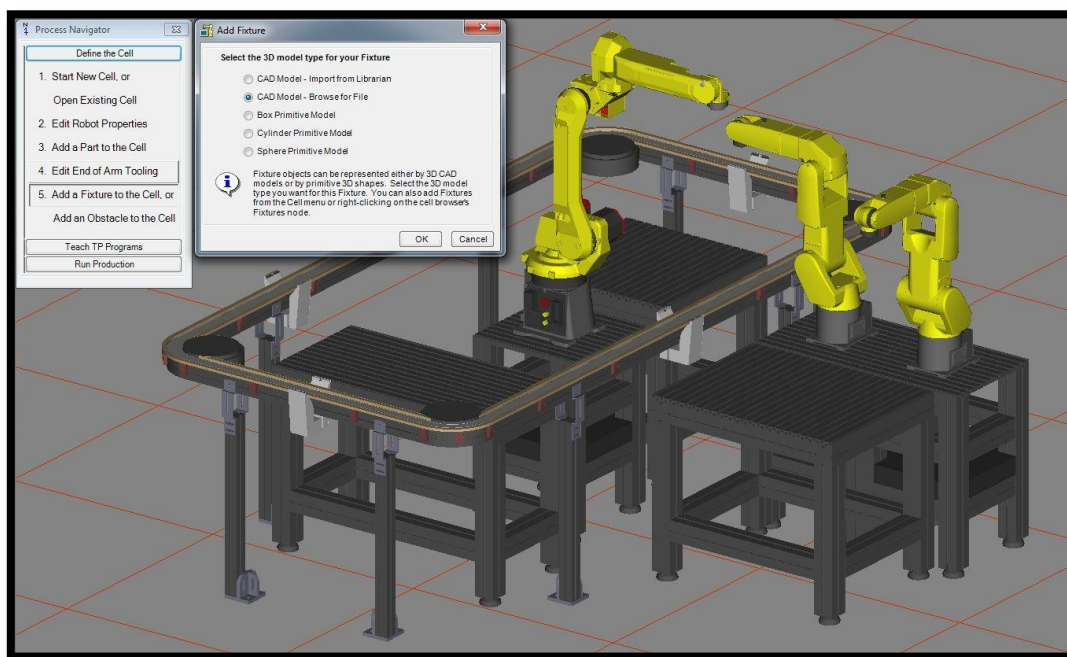 Process Navigator
Define the Cell
1. Start New Cell, or
Open Existing Cell
2. Edit Robot Properties
3. Add a Part to the Cell
4. Edit End of Arm Tooling
5. Add a Fixture to the Cell, or
Add an Obstacle to the Cell
Teach TP Programs
Run Production
Add Fixture
Select the 3D model type for your Fixture
CAD Model - Import from Librarian
CAD Model - Browse for File
Box Primitive Model
Cylinder Primitive Model
Sphere Primitive Model
Fixture objects can be represented either by 3D CAD
models or by primitive 3D shapes. Select the 3D model
type you want for this Fixture. You can also add Fixtures
from the Cell menu or right-clicking on the cell browser's
Fixtures node.
OK
Cancel